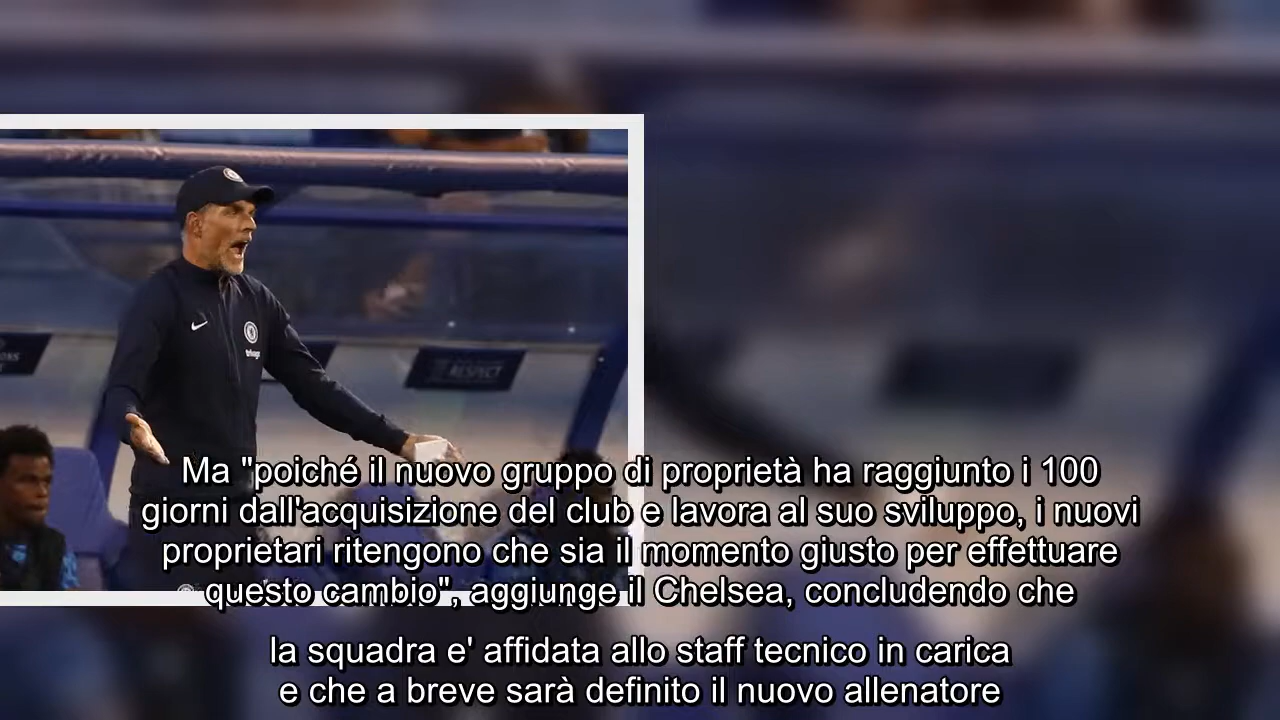 RESPECT
Ma "poiché il nuovo gruppo di proprietà ha raggiunto i 100
giorni dall'acquisizione del club e lavora al suo sviluppo, i nuovi
proprietari ritengono che sia il momento giusto per effettuare
questo cambio", aggiunge il Chelsea, concludendo che
la squadra e' affidata allo staff tecnico in carica
e che a breve sarà definito il nuovo allenatore